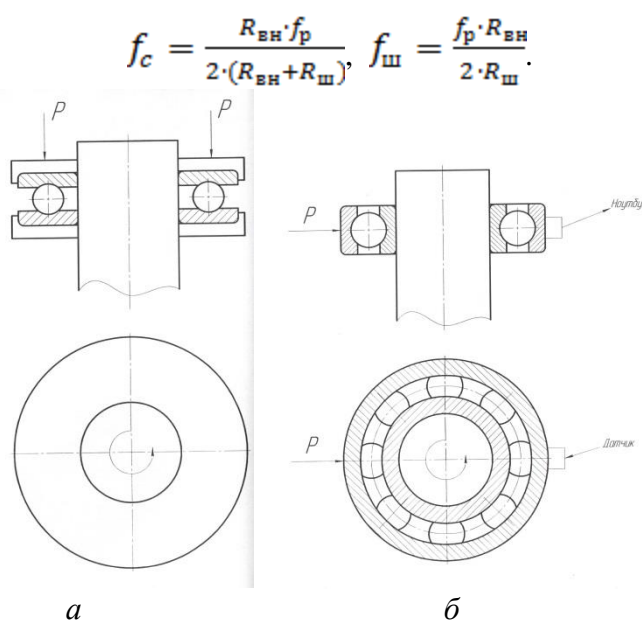 f_c = R_вн·f_р / 2·(R_вн+R_ш), f_ш = f_р·R_вн / 2·R_ш.
P P
P Ноутбу
P Датчик
а б